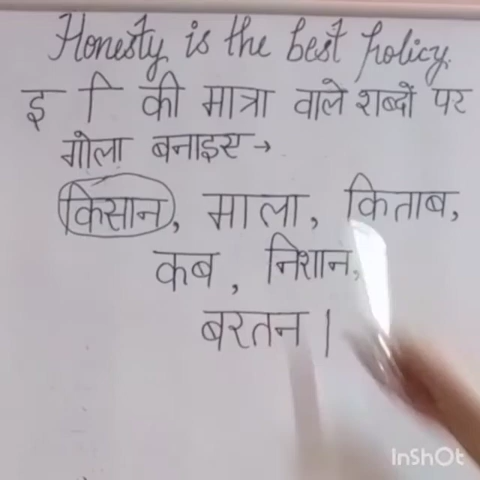 Honesty is the best policy.
इ ि की मात्रा वाले शब्दों पर
गोला बनाइए →
किसान, माला, किताब,
कब, निशान,
बरतन |
InShOt